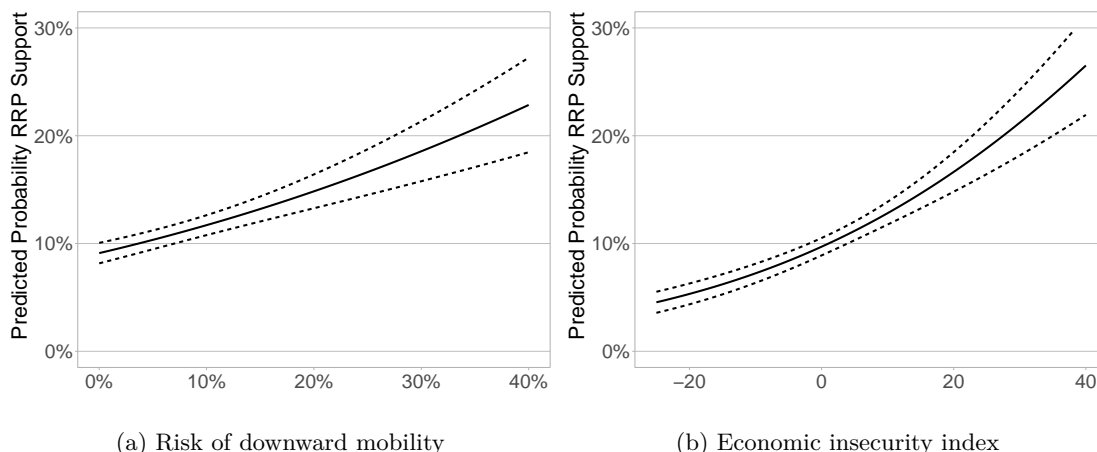 Predicted Probability RRP Support
30%
20%
10%
0%
0% 10% 20% 30% 40%
(a) Risk of downward mobility
Predicted Probability RRP Support
30%
20%
10%
0%
−20 0 20 40
(b) Economic insecurity index